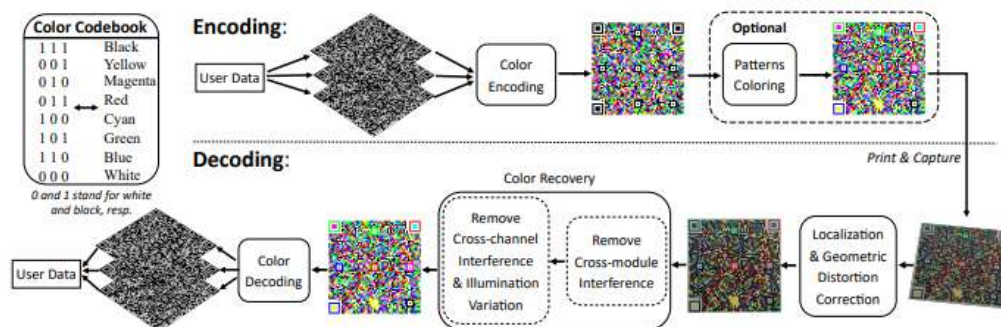 Color Codebook
1 1 1 Black
0 0 1 Yellow
0 1 0 Magenta
0 1 1 Red
1 0 0 Cyan
1 0 1 Green
1 1 0 Blue
0 0 0 White
0 and 1 stand for white
and black, resp.
Encoding:
User Data
Color
Encoding
Optional
Patterns
Coloring
Print & Capture
Decoding:
Color Recovery
Localization
& Geometric
Distortion
Correction
Remove
Cross-module
Interference
Remove
Cross-channel
Interference
& Illumination
Variation
Color
Decoding
User Data